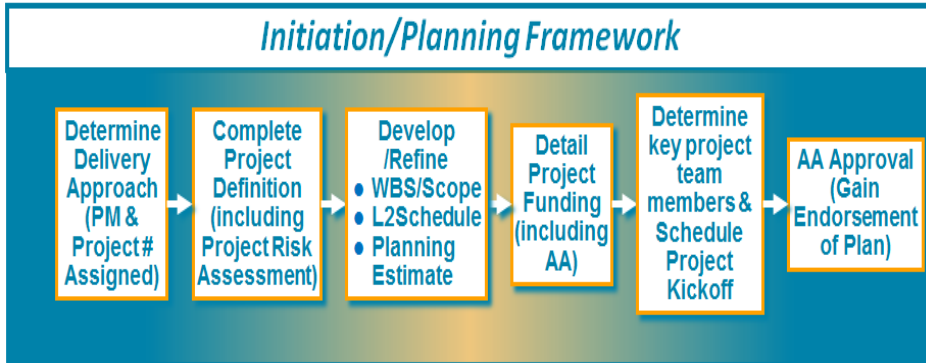 Initiation/Planning Framework
Determine
Delivery
Approach
(PM &
Project #
Assigned)
Complete
Project
Definition
(including
Project Risk
Assessment)
Develop
/Refine
● WBS/Scope
● L2Schedule
● Planning
Estimate
Detail
Project
Funding
(including
AA)
Determine
key project
team
members &
Schedule
Project
Kickoff
AA Approval
(Gain
Endorsement
of Plan)